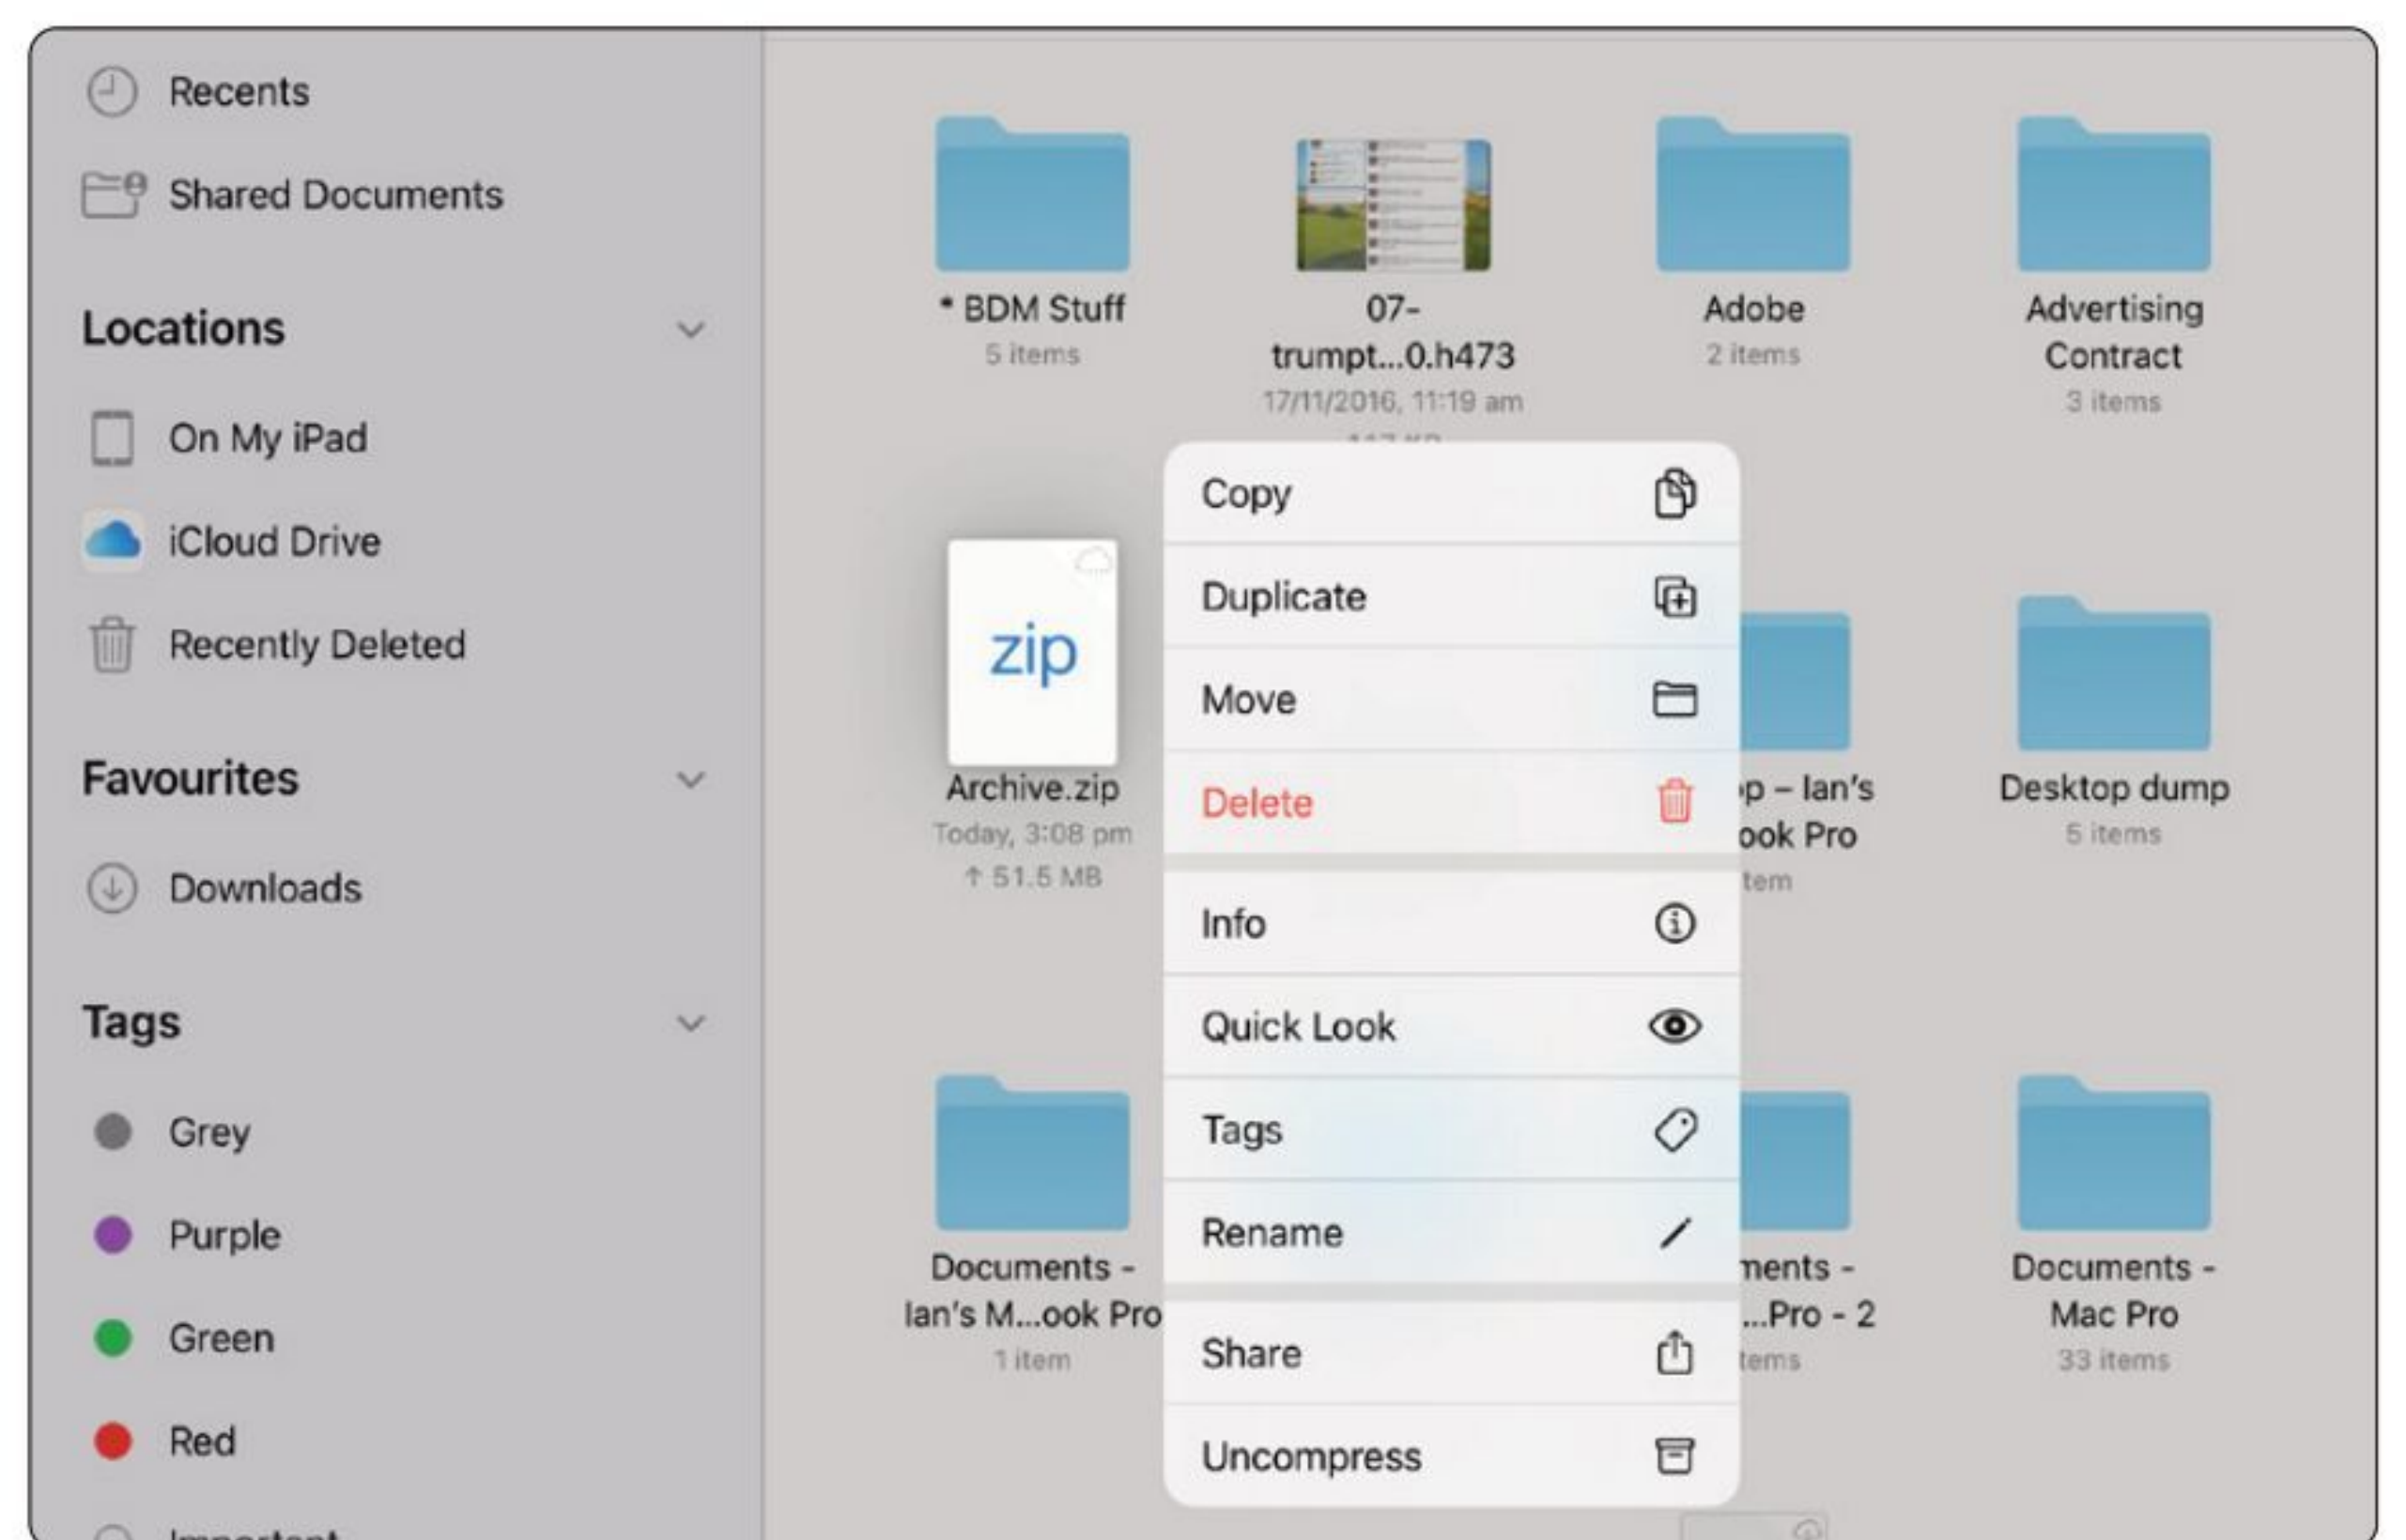 Recents
Shared Documents
Locations
On My iPad
iCloud Drive
Recently Deleted
Favourites
Downloads
Tags
Grey
Purple
Green
Red
* BDM Stuff
5 items
07-
trumpt...0.h473
17/11/2016, 11:19 am
Adobe
2 items
Advertising
Contract
3 items
zip
Archive.zip
Today, 3:08 pm
↑ 51.5 MB
Copy
Duplicate
Move
Delete
Info
Quick Look
Tags
Rename
Share
Uncompress
op – Ian's
ook Pro
tem
Desktop dump
5 items
Documents -
Ian's M...ook Pro
1 item
ments -
...Pro - 2
tems
Documents -
Mac Pro
33 items